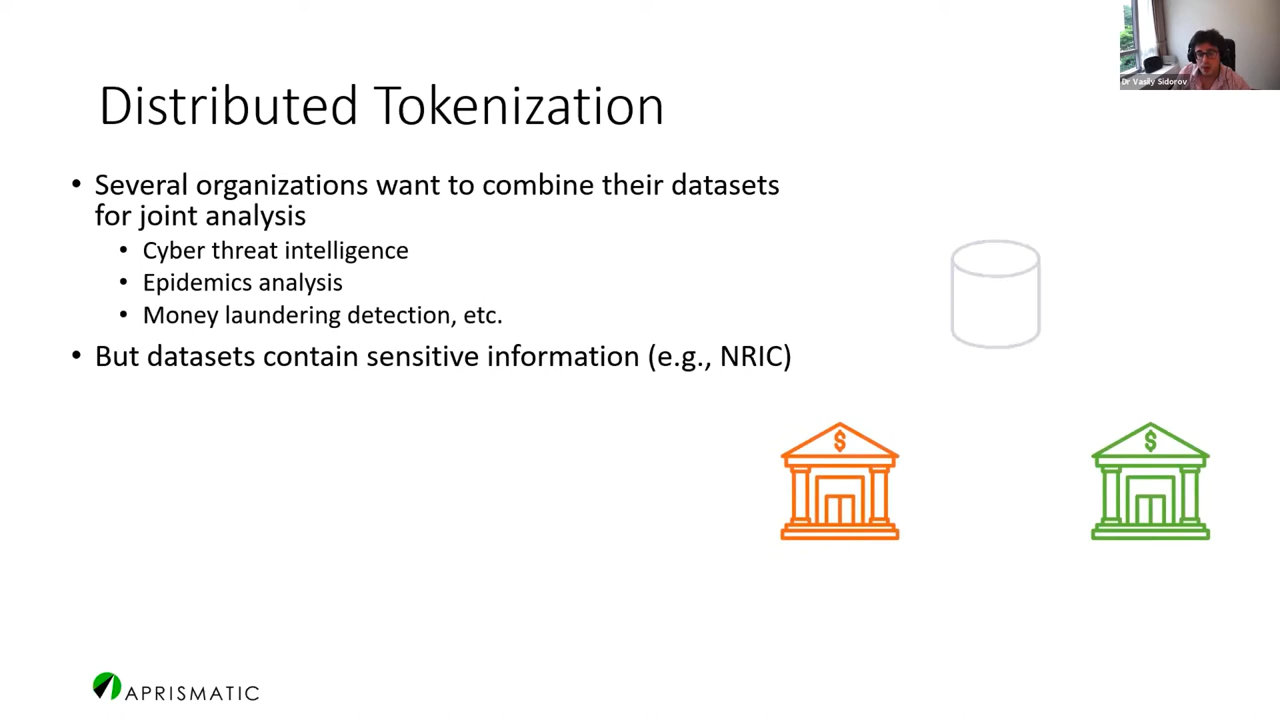 Dr Vasily Sidorov
Distributed Tokenization
• Several organizations want to combine their datasets
for joint analysis
• Cyber threat intelligence
• Epidemics analysis
• Money laundering detection, etc.
• But datasets contain sensitive information (e.g., NRIC)
$
$
APRISMATIC